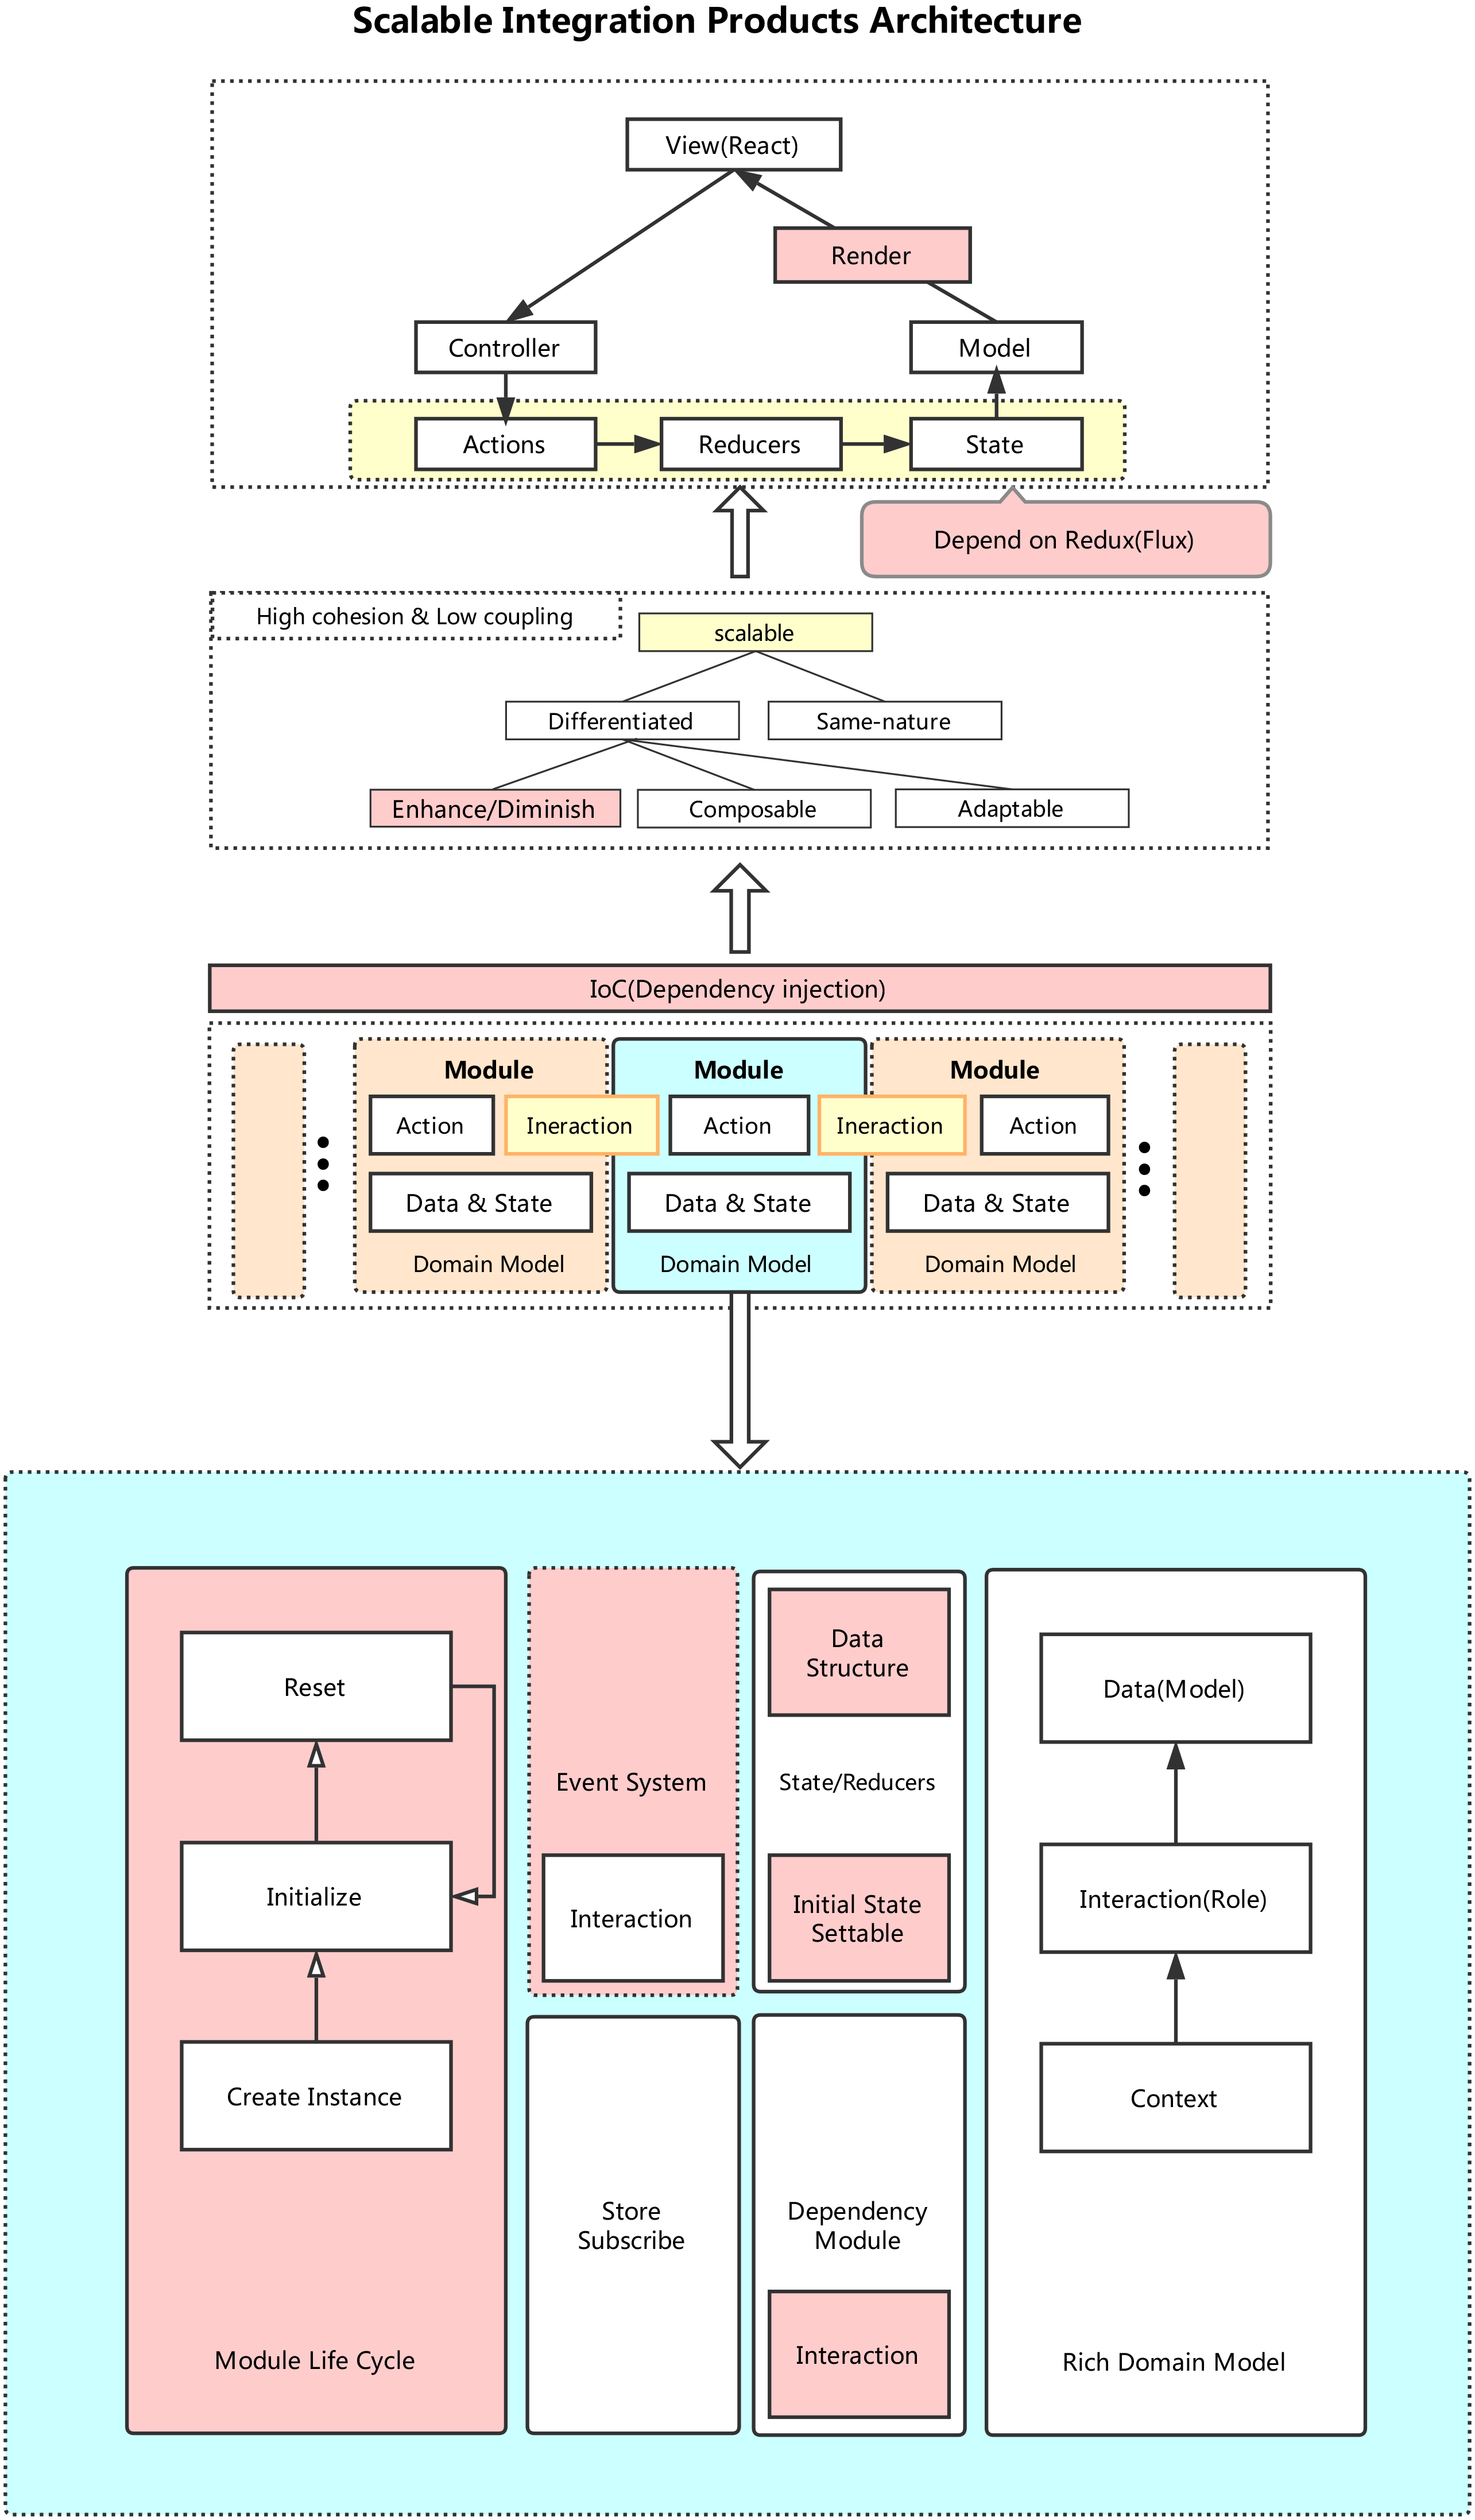 Scalable Integration Products Architecture
View(React)
Render
Controller
Model
Actions
Reducers
State
Depend on Redux(Flux)
High cohesion & Low coupling
scalable
Differentiated
Same-nature
Enhance/Diminish
Composable
Adaptable
IoC(Dependency injection)
Module
Module
Module
Action
Ineraction
Action
Ineraction
Action
Data & State
Data & State
Data & State
Domain Model
Domain Model
Domain Model
Reset
Initialize
Create Instance
Module Life Cycle
Event System
Interaction
Data
Structure
State/Reducers
Initial State
Settable
Store
Subscribe
Dependency
Module
Interaction
Data(Model)
Interaction(Role)
Context
Rich Domain Model